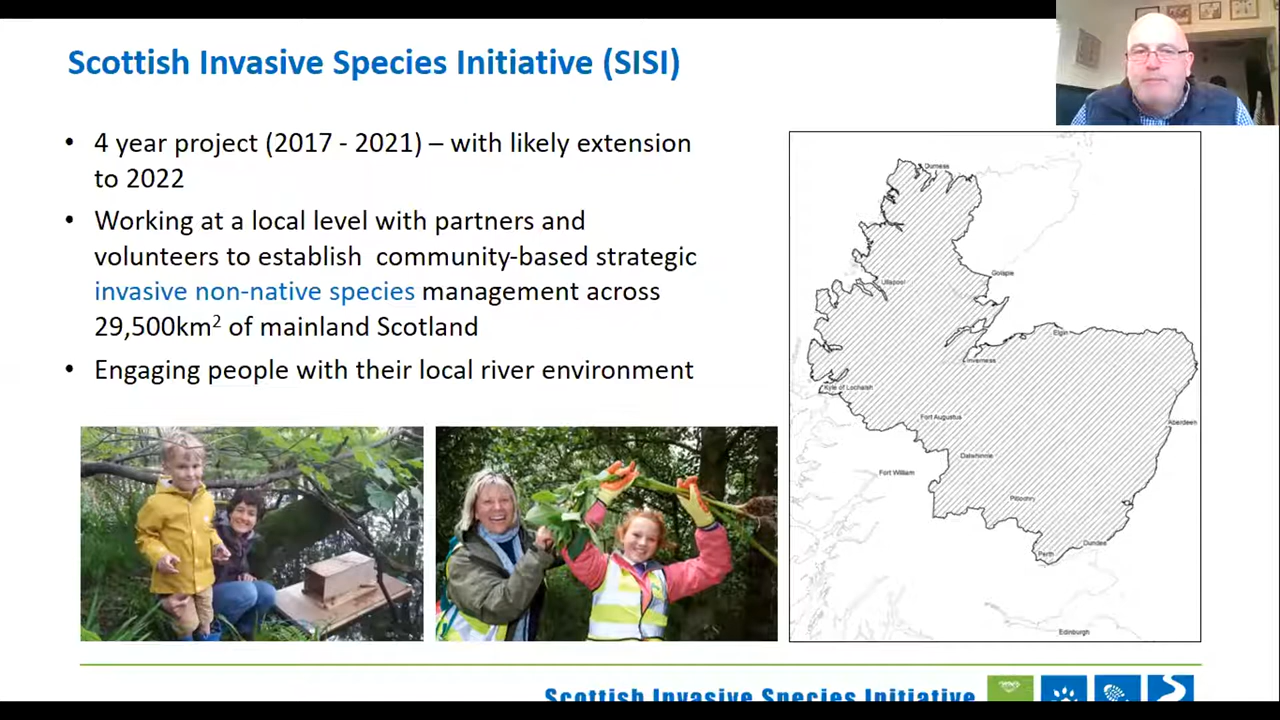 Scottish Invasive Species Initiative (SISI)
• 4 year project (2017 - 2021) – with likely extension
to 2022
• Working at a local level with partners and
volunteers to establish community-based strategic
invasive non-native species management across
29,500km² of mainland Scotland
• Engaging people with their local river environment
Durness
Golspie
Ullapool
Elgin
Inverness
Kyle of Lochalsh
Fort Augustus
Aberdeen
Dalwhinnie
Fort William
Pitlochry
Dundee
Perth
Edinburgh
Scottish Invasive Species Initiative